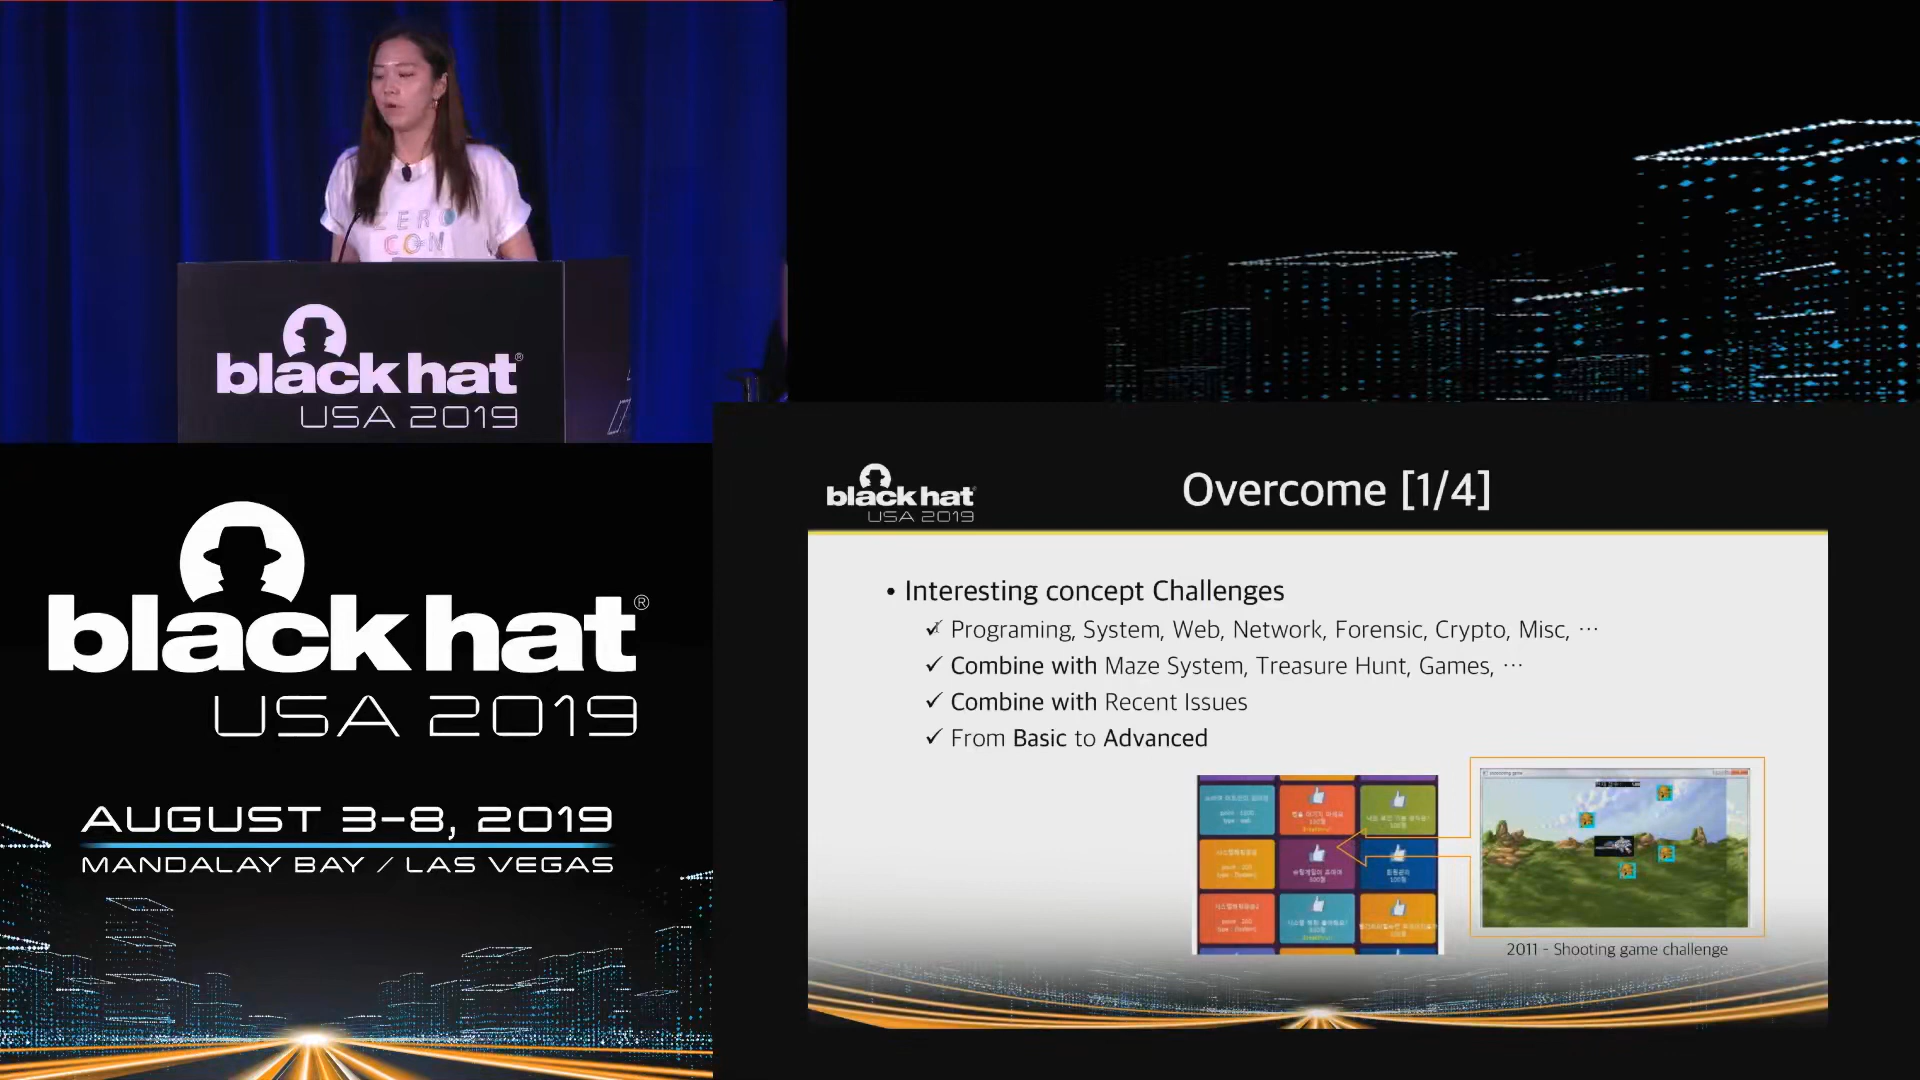 ZERO
CON
black hat®
USA 2019
black hat®
USA 2019
AUGUST 3-8, 2019
MANDALAY BAY / LAS VEGAS
black hat
USA 2019
Overcome [1/4]
• Interesting concept Challenges
✓ Programing, System, Web, Network, Forensic, Crypto, Misc, ···
✓ Combine with Maze System, Treasure Hunt, Games, ···
✓ Combine with Recent Issues
✓ From Basic to Advanced
2011 - Shooting game challenge